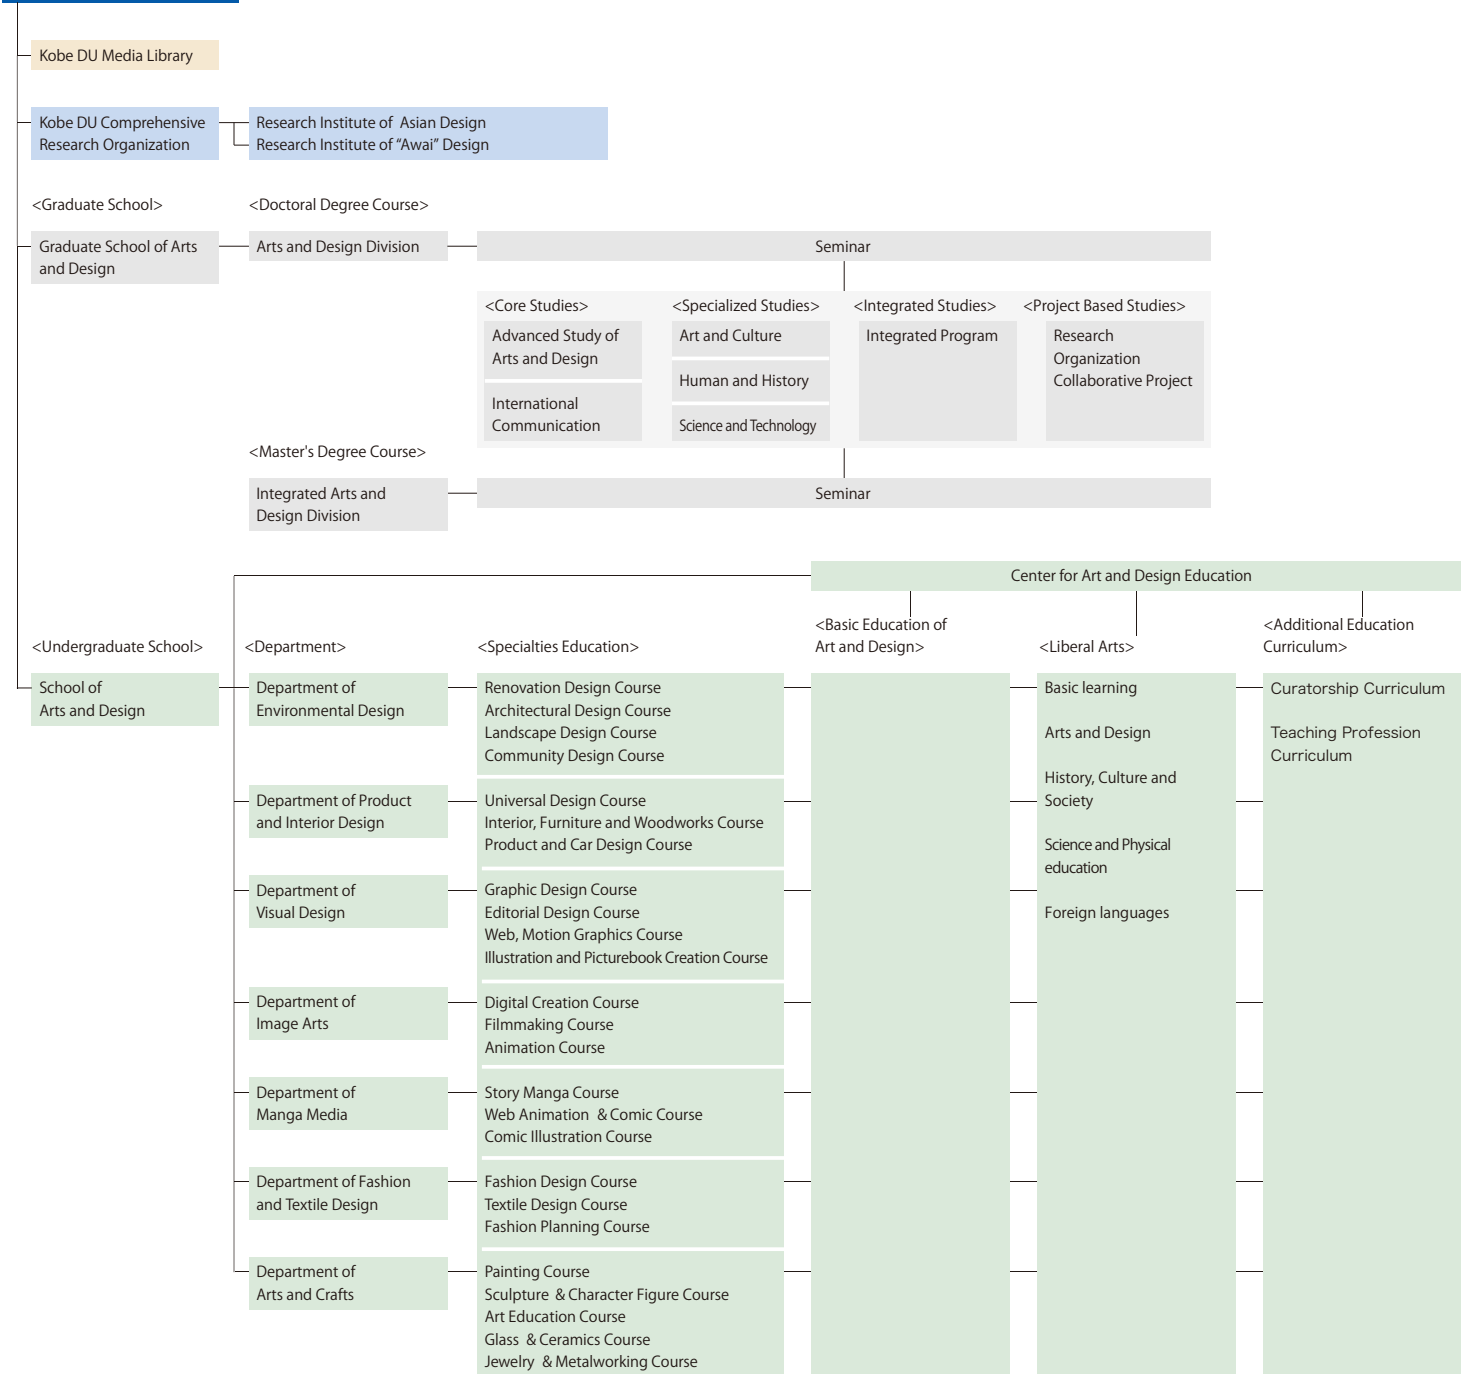 Kobe DU Media Library
Kobe DU Comprehensive
Research Organization
Research Institute of Asian Design
Research Institute of “Awai” Design
<Graduate School>
<Doctoral Degree Course>
Graduate School of Arts
and Design
Arts and Design Division
Seminar
<Core Studies>
Advanced Study of
Arts and Design
International
Communication
<Specialized Studies>
Art and Culture
Human and History
Science and Technology
<Integrated Studies>
Integrated Program
<Project Based Studies>
Research
Organization
Collaborative Project
<Master's Degree Course>
Integrated Arts and
Design Division
Seminar
Center for Art and Design Education
<Undergraduate School>
<Department>
<Specialties Education>
<Basic Education of
Art and Design>
<Liberal Arts>
<Additional Education
Curriculum>
School of
Arts and Design
Department of
Environmental Design
Renovation Design Course
Architectural Design Course
Landscape Design Course
Community Design Course
Department of Product
and Interior Design
Universal Design Course
Interior, Furniture and Woodworks Course
Product and Car Design Course
Department of
Visual Design
Graphic Design Course
Editorial Design Course
Web, Motion Graphics Course
Illustration and Picturebook Creation Course
Department of
Image Arts
Digital Creation Course
Filmmaking Course
Animation Course
Department of
Manga Media
Story Manga Course
Web Animation & Comic Course
Comic Illustration Course
Department of Fashion
and Textile Design
Fashion Design Course
Textile Design Course
Fashion Planning Course
Department of
Arts and Crafts
Painting Course
Sculpture & Character Figure Course
Art Education Course
Glass & Ceramics Course
Jewelry & Metalworking Course
Basic learning
Arts and Design
History, Culture and
Society
Science and Physical
education
Foreign languages
Curatorship Curriculum
Teaching Profession
Curriculum